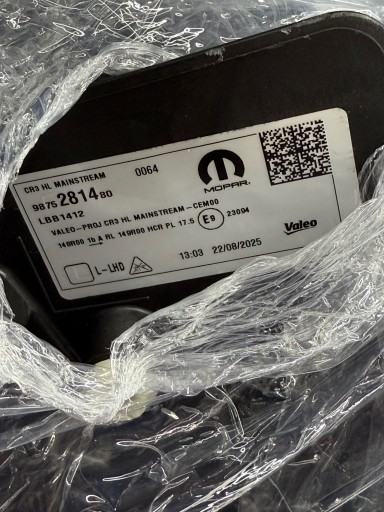 CR3 HL MAINSTREAM 0064
9875281480
LBB1412
MOPAR
VALEO-PROJ CR3 HL MAINSTREAM-CEM00
149R00 1b A RL 149R00 HCR PL 17.5 E9 23094
L-LHD 13:03 22/08/2025
Valeo